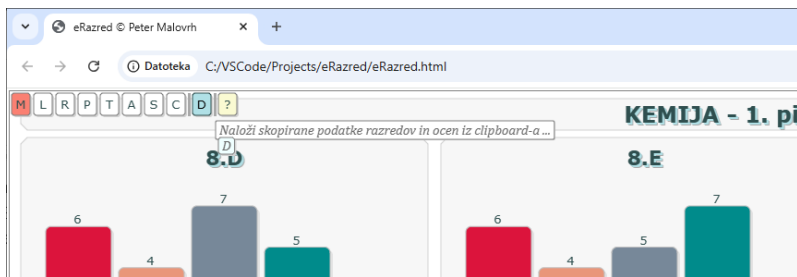 eRazred © Peter Malovrh
Datoteka C:/VSCode/Projects/eRazred/eRazred.html
M L R P T A S C D ?
KEMIJA - 1. pi
Naloži skopirane podatke razredov in ocen iz clipboard-a ...
D
8.D 8.E
6 4 7 5 6 4 5 7